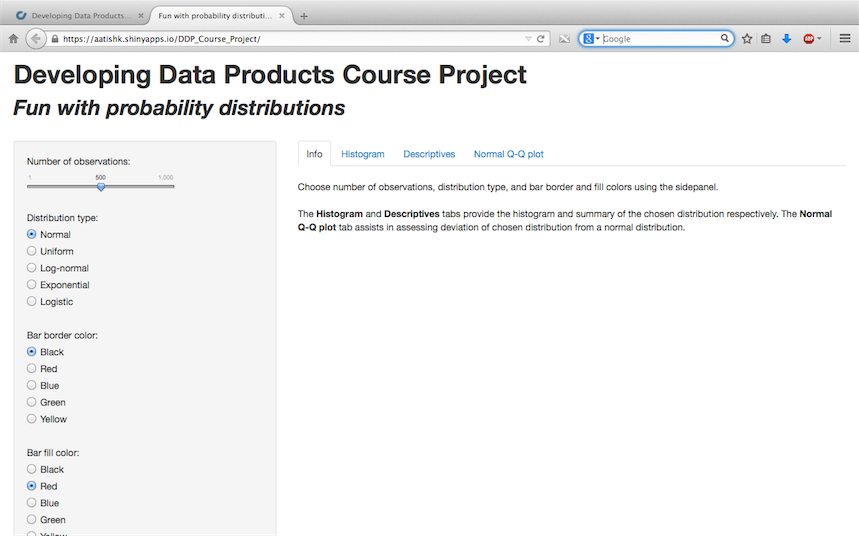 Developing Data Products...
Fun with probability distributi...
https://aatishk.shinyapps.io/DDP_Course_Project/
Google
Developing Data Products Course Project
Fun with probability distributions
Number of observations:
1 500 1,000
Distribution type:
Normal
Uniform
Log-normal
Exponential
Logistic
Bar border color:
Black
Red
Blue
Green
Yellow
Bar fill color:
Black
Red
Blue
Green
Yellow
Info Histogram Descriptives Normal Q-Q plot
Choose number of observations, distribution type, and bar border and fill colors using the sidepanel.
The Histogram and Descriptives tabs provide the histogram and summary of the chosen distribution respectively. The Normal
Q-Q plot tab assists in assessing deviation of chosen distribution from a normal distribution.